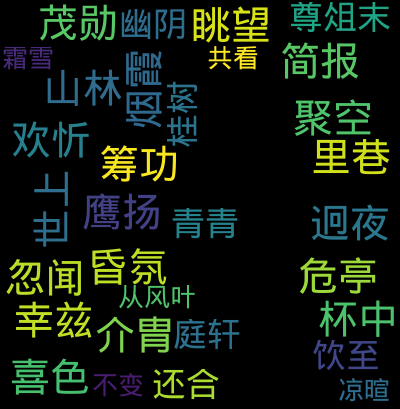 茂勋
幽阴
眺望
尊俎末
霜雪
共看
简报
山林
烟霞
桂树
聚空
欢忻
筹功
里巷
世上
鹰扬
青青
迥夜
忽闻
昏氛
危亭
从风叶
幸兹
介胄
庭轩
杯中
饮至
喜色
不变
还合
凉暄